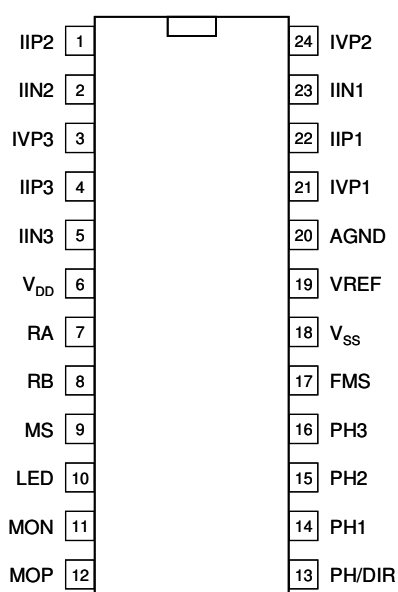 IIP2 1 24 IVP2
IIN2 2 23 IIN1
IVP3 3 22 IIP1
IIP3 4 21 IVP1
IIN3 5 20 AGND
VDD 6 19 VREF
RA 7 18 VSS
RB 8 17 FMS
MS 9 16 PH3
LED 10 15 PH2
MON 11 14 PH1
MOP 12 13 PH/DIR